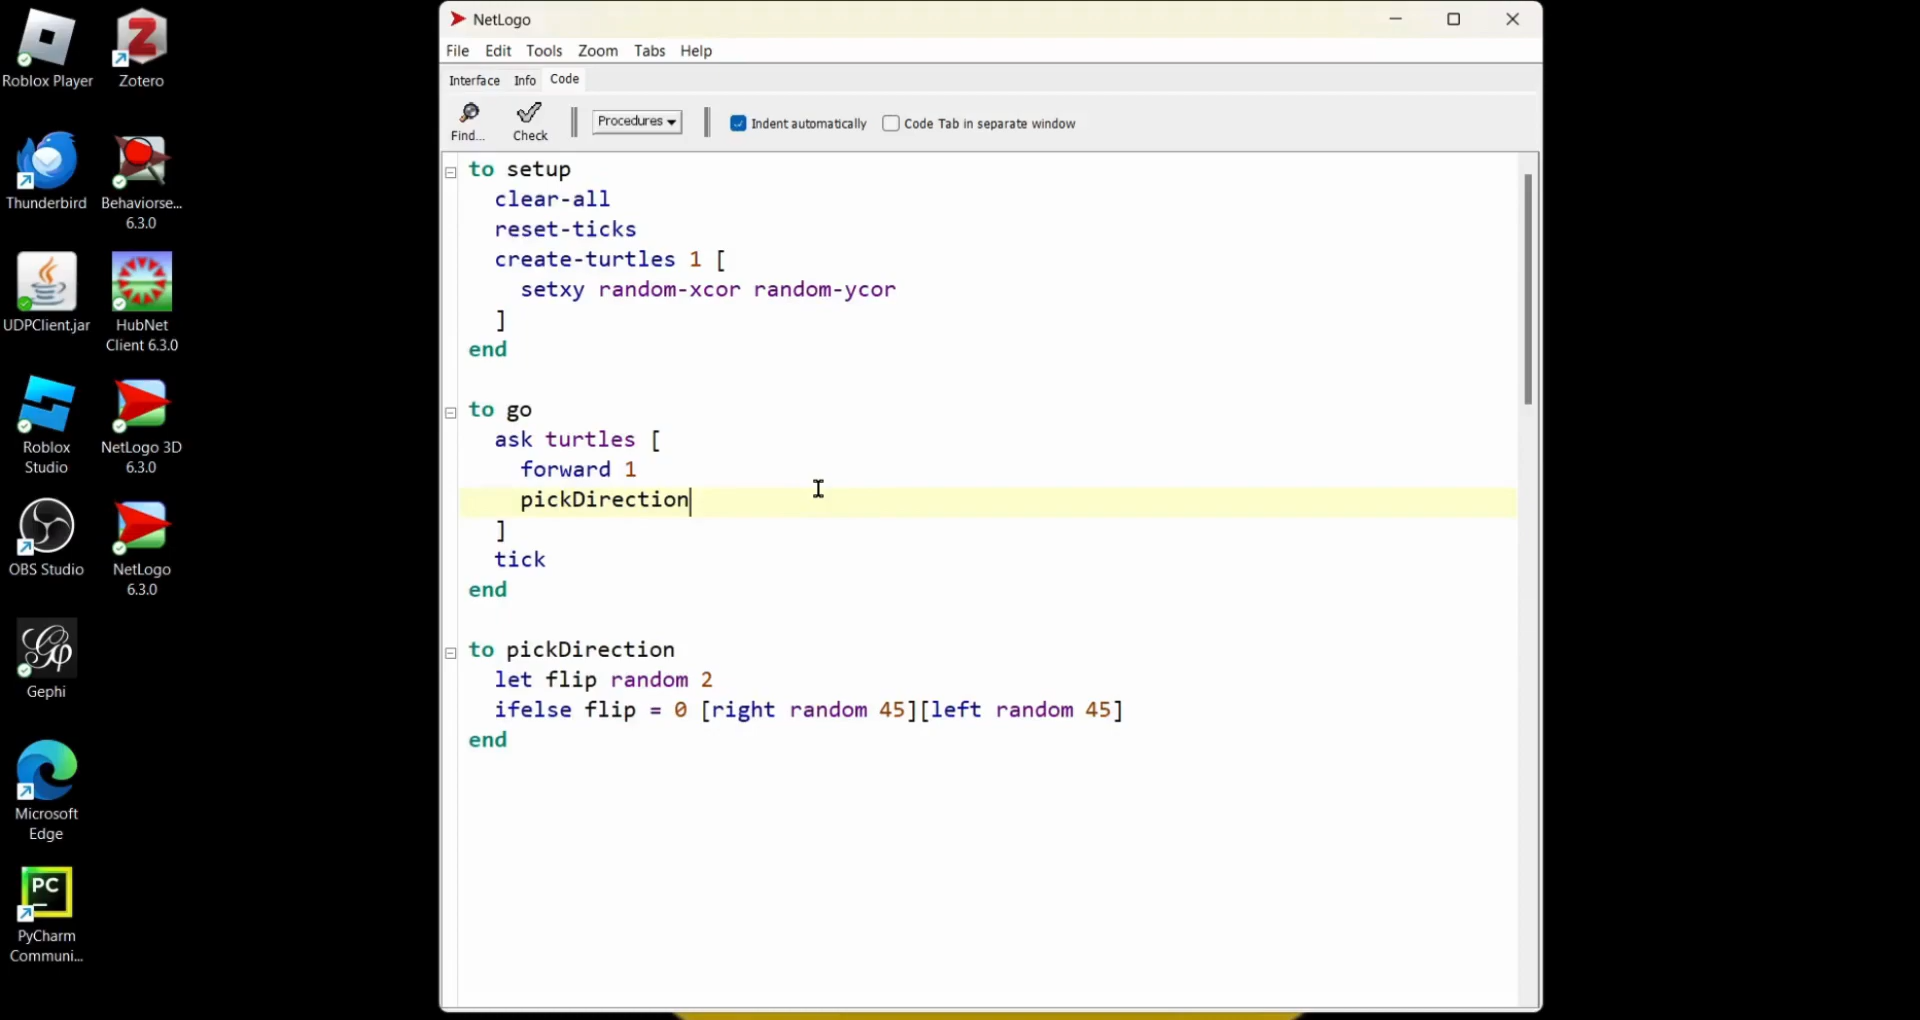 Roblox Player
Zotero
Thunderbird
Behaviorse...
6.3.0
UDPClient.jar
HubNet
Client 6.3.0
Roblox
Studio
NetLogo 3D
6.3.0
OBS Studio
NetLogo
6.3.0
Gephi
Microsoft
Edge
PC
PyCharm
Communi...
NetLogo
File Edit Tools Zoom Tabs Help
Interface Info Code
Find... Check Procedures Indent automatically Code Tab in separate window
to setup
  clear-all
  reset-ticks
  create-turtles 1 [
    setxy random-xcor random-ycor
  ]
end
to go
  ask turtles [
    forward 1
    pickDirection
  ]
  tick
end
to pickDirection
  let flip random 2
  ifelse flip = 0 [right random 45][left random 45]
end